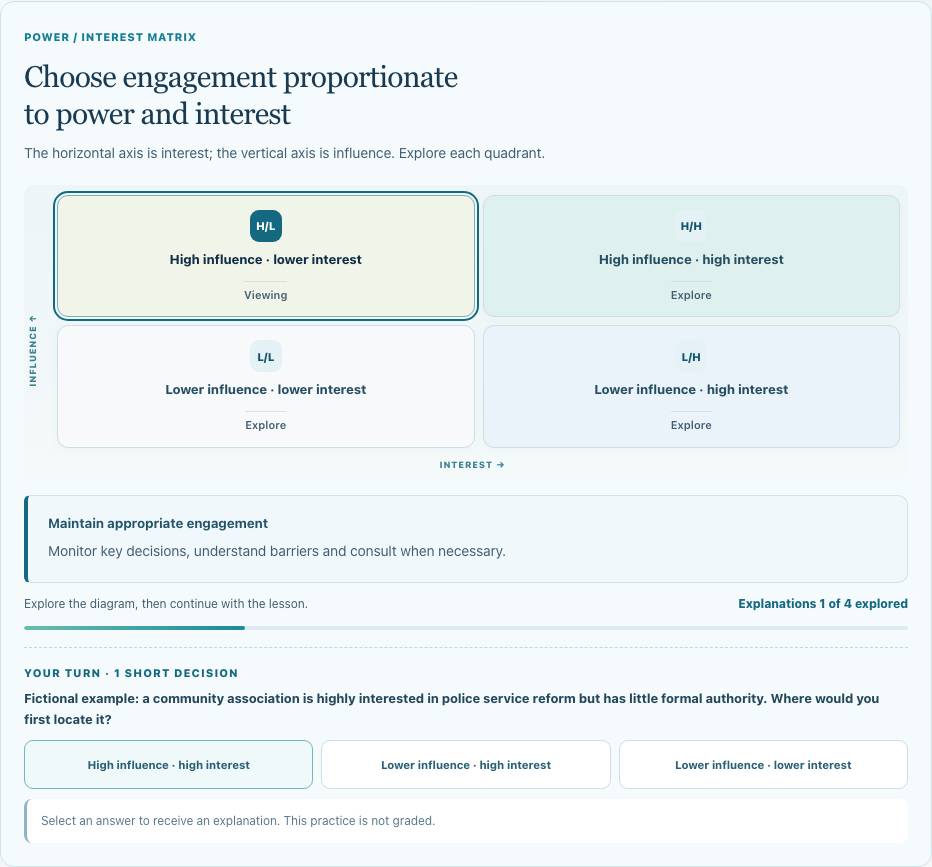 POWER / INTEREST MATRIX
Choose engagement proportionate
to power and interest
The horizontal axis is interest; the vertical axis is influence. Explore each quadrant.
H/L
High influence · lower interest
Viewing
H/H
High influence · high interest
Explore
INFLUENCE →
L/L
Lower influence · lower interest
Explore
L/H
Lower influence · high interest
Explore
INTEREST →
Maintain appropriate engagement
Monitor key decisions, understand barriers and consult when necessary.
Explore the diagram, then continue with the lesson.
Explanations 1 of 4 explored
YOUR TURN · 1 SHORT DECISION
Fictional example: a community association is highly interested in police service reform but has little formal authority. Where would you
first locate it?
High influence · high interest
Lower influence · high interest
Lower influence · lower interest
Select an answer to receive an explanation. This practice is not graded.